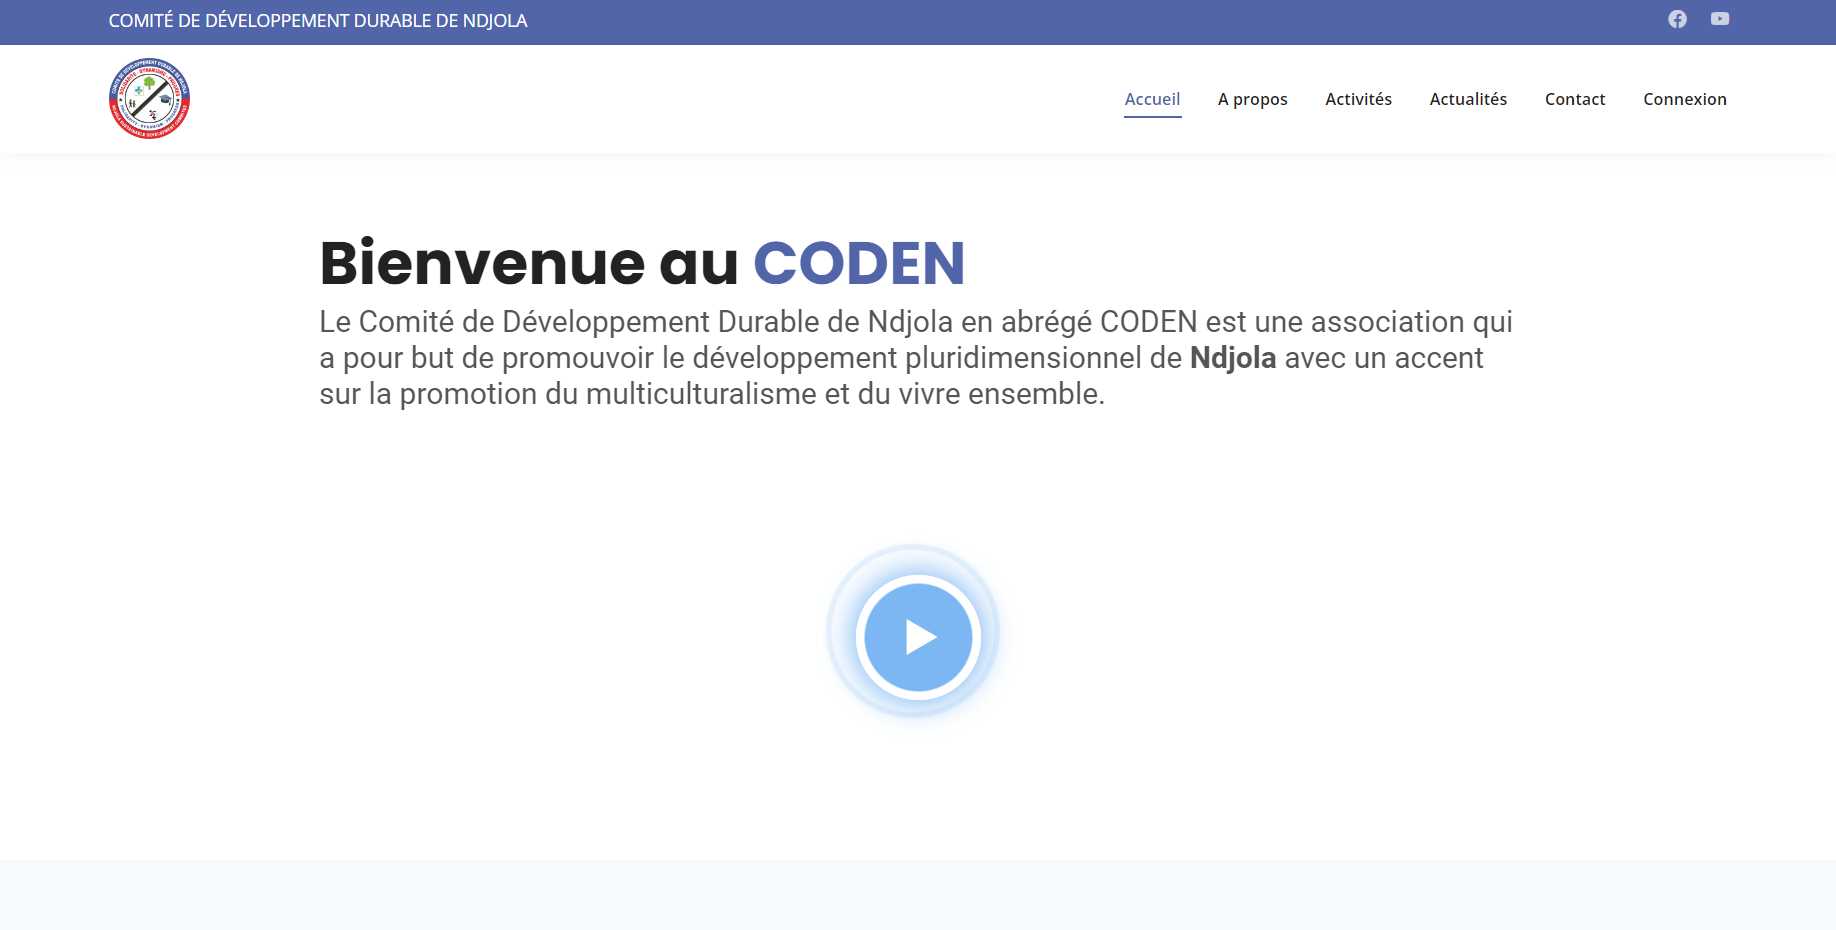 COMITÉ DE DÉVELOPPEMENT DURABLE DE NDJOLA
Accueil A propos Activités Actualités Contact Connexion
Bienvenue au CODEN
Le Comité de Développement Durable de Ndjola en abrégé CODEN est une association qui
a pour but de promouvoir le développement pluridimensionnel de Ndjola avec un accent
sur la promotion du multiculturalisme et du vivre ensemble.